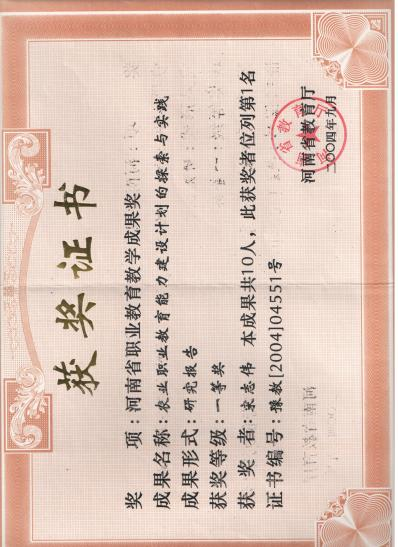 获奖证书
奖 项：河南省职业教育教学成果奖
成果名称：农业职业教育能力建设计划的探索与实践
成果形式：研究报告
获奖等级：一等奖
获 奖 者：宋志伟 本成果共10人，此获奖者位列第1名
证书编号：豫教[2004]04551号
河南省教育厅
二〇〇四年九月